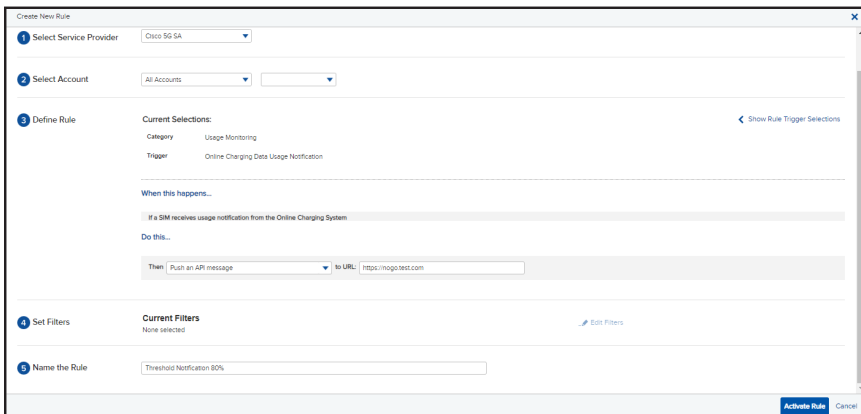 Create New Rule
1 Select Service Provider Cisco 5G SA
2 Select Account All Accounts
3 Define Rule Current Selections: Show Rule Trigger Selections
Category Usage Monitoring
Trigger Online Charging Data Usage Notification
When this happens...
If a SIM receives usage notification from the Online Charging System
Do this...
Then Push an API message to URL: https://nogo.test.com
4 Set Filters Current Filters Edit Filters
None selected
5 Name the Rule Threshold Notification 80%
Activate Rule Cancel